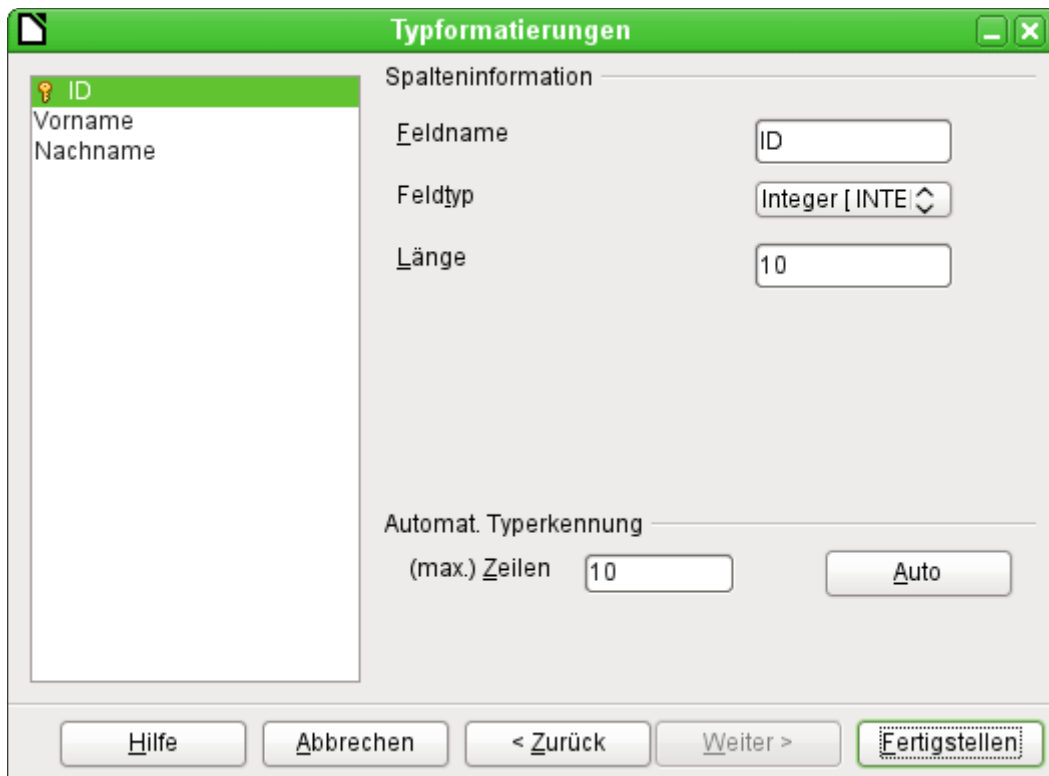 Typformatierungen
ID
Vorname
Nachname
Spalteninformation
Feldname
ID
Feldtyp
Integer [ INTE
Länge
10
Automat. Typerkennung
(max.) Zeilen
10
Auto
Hilfe
Abbrechen
< Zurück
Weiter >
Fertigstellen